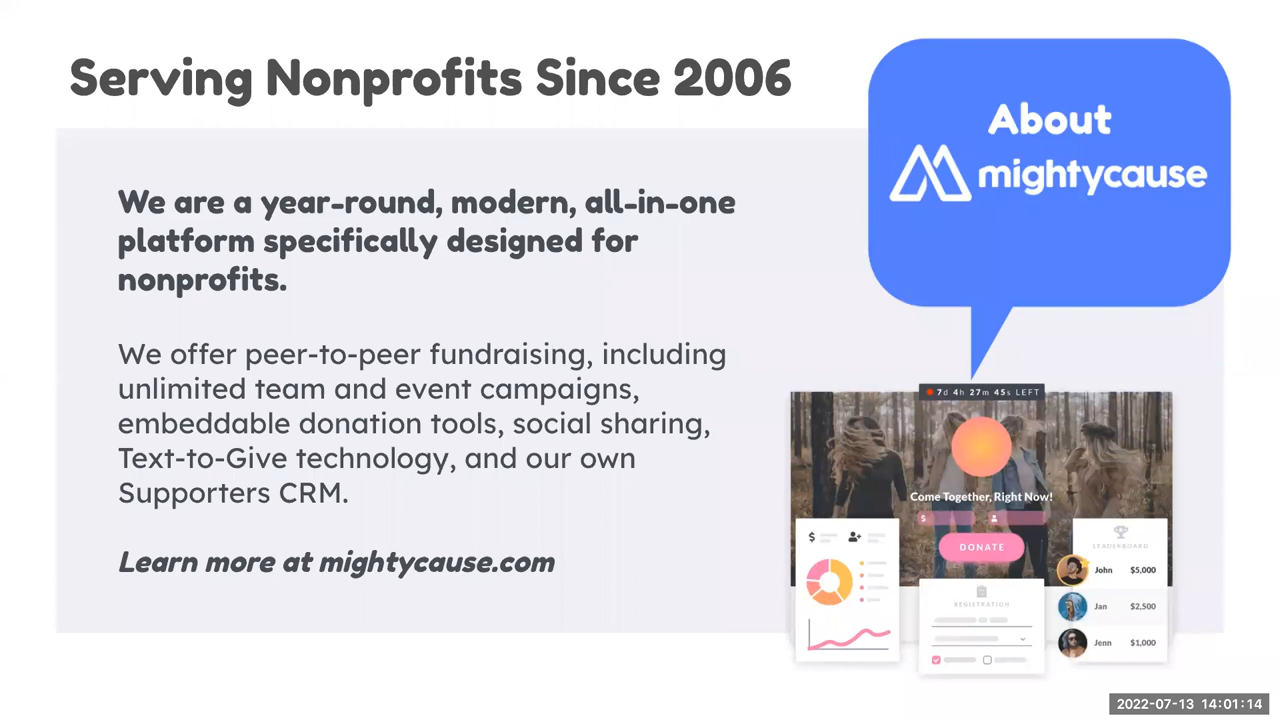 Serving Nonprofits Since 2006
About
mightycause
We are a year-round, modern, all-in-one
platform specifically designed for
nonprofits.
We offer peer-to-peer fundraising, including
unlimited team and event campaigns,
embeddable donation tools, social sharing,
Text-to-Give technology, and our own
Supporters CRM.
Learn more at mightycause.com
7d 4h 27m 45s LEFT
Come Together, Right Now!
$
DONATE
$
REGISTRATION
LEADERBOARD
John $5,000
Jan $2,500
Jenn $1,000
2022-07-13 14:01:14